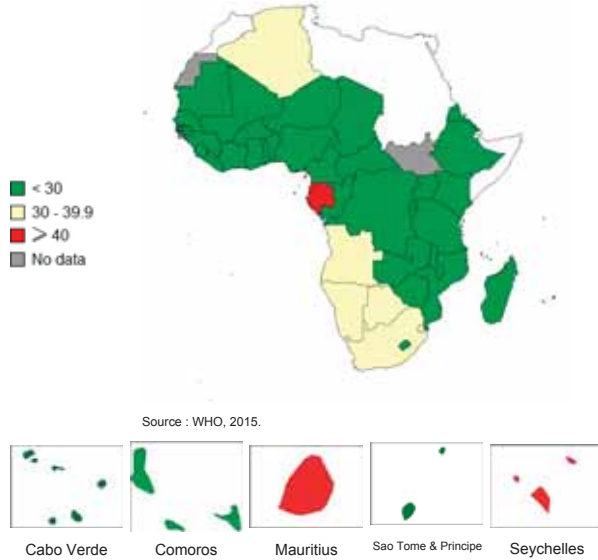 < 30
30 - 39.9
⩾ 40
No data
Source : WHO, 2015.
Cabo Verde
Comoros
Mauritius
Sao Tome & Principe
Seychelles